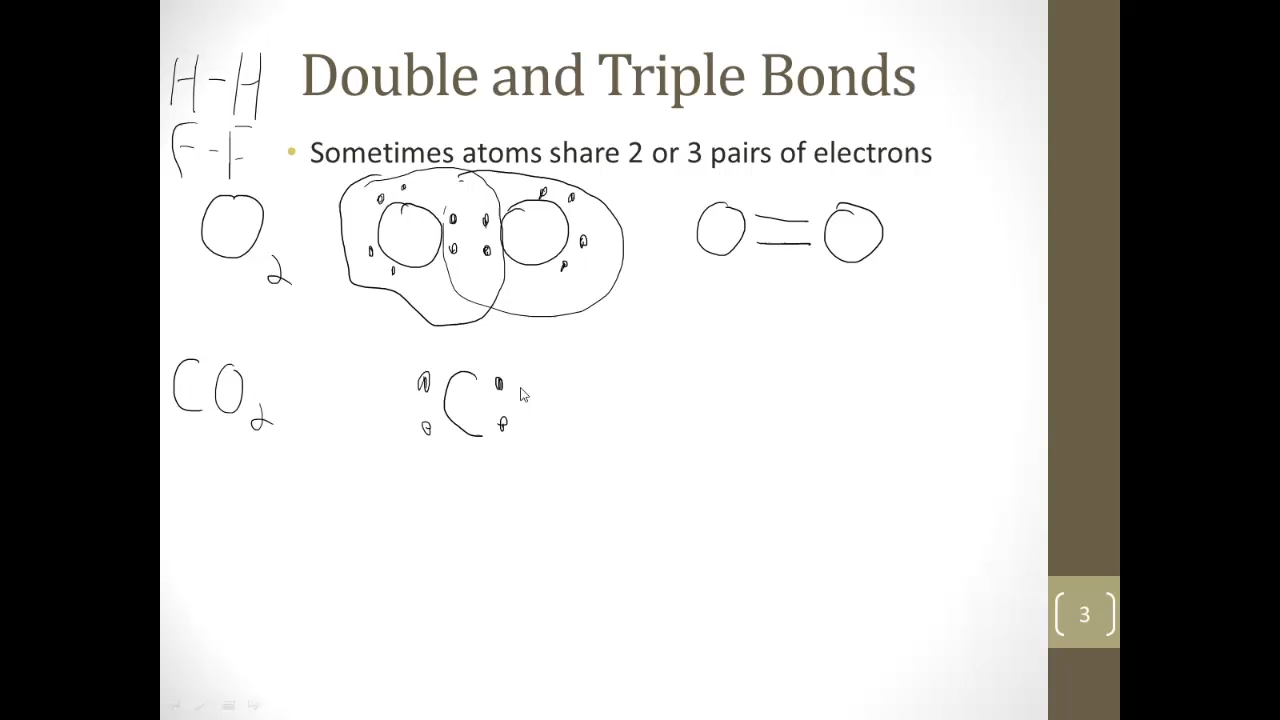 Double and Triple Bonds
H-H
F-F
• Sometimes atoms share 2 or 3 pairs of electrons
O2
O=O
CO2
C
3